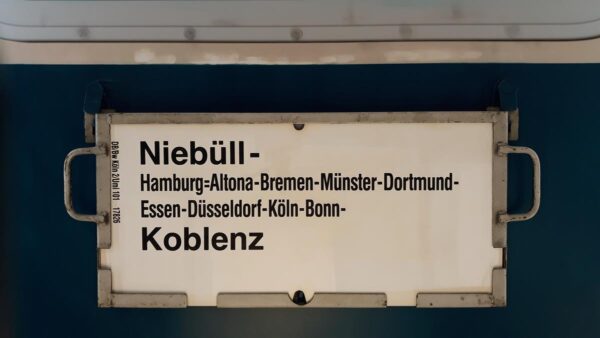 Niebüll-
Hamburg=Altona-Bremen-Münster-Dortmund-
Essen-Düsseldorf-Köln-Bonn-
Koblenz